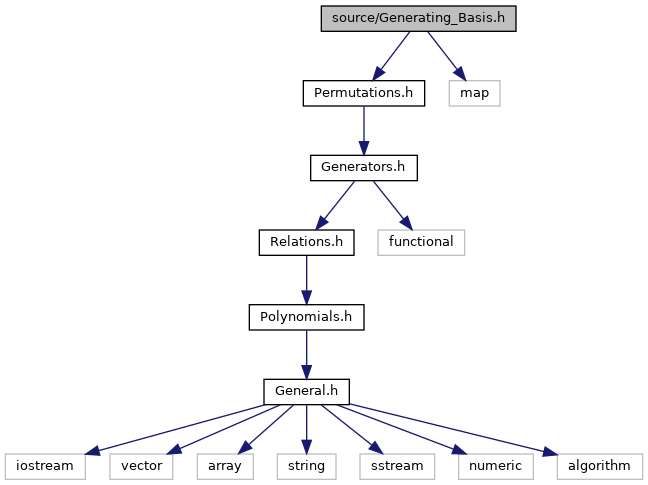 source/Generating_Basis.h
Permutations.h
map
Generators.h
Relations.h
functional
Polynomials.h
General.h
iostream
vector
array
string
sstream
numeric
algorithm